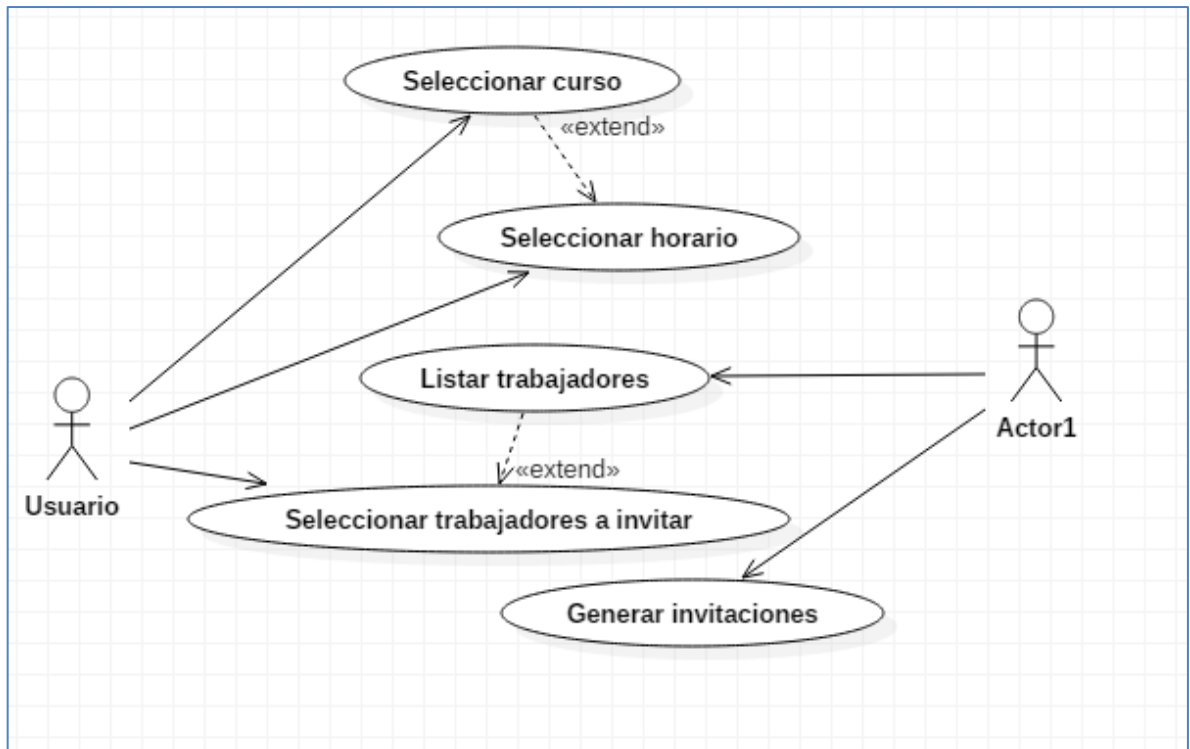 Seleccionar curso
«extend»
Seleccionar horario
Listar trabajadores
Actor1
«extend»
Usuario
Seleccionar trabajadores a invitar
Generar invitaciones